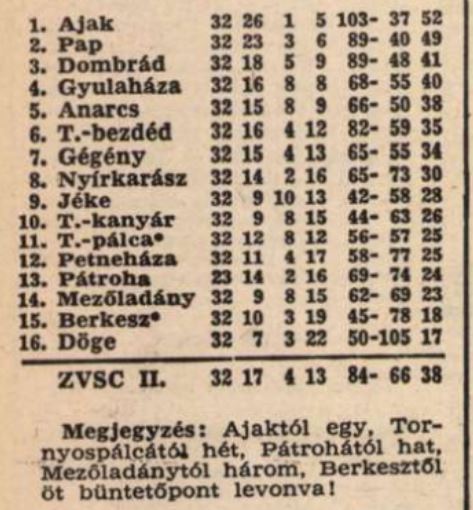 1. Ajak 32 26 1 5 103- 37 52
2. Pap 32 23 3 6 89- 40 49
3. Dombrád 32 18 5 9 89- 48 41
4. Gyulaháza 32 16 8 8 68- 55 40
5. Anarcs 32 15 8 9 66- 50 38
6. T.-bezdéd 32 16 4 12 82- 59 35
7. Gégény 32 15 4 13 65- 55 34
8. Nyírkarász 32 14 2 16 65- 73 30
9. Jéke 32 9 10 13 42- 58 28
10. T.-kanyár 32 9 8 15 44- 63 26
11. T.-pálca* 32 12 8 12 56- 57 25
12. Petneháza 32 11 4 17 58- 77 25
13. Pátroha 23 14 2 16 69- 74 24
14. Mezőladány 32 9 8 15 62- 69 23
15. Berkesz* 32 10 3 19 45- 78 18
16. Döge 32 7 3 22 50-105 17
ZVSC II. 32 17 4 13 84- 66 38
Megjegyzés: Ajaktól egy, Tor-
nyospálcától hét, Pátrohától hat,
Mezőladánytól három, Berkesztől
öt büntetőpont levonva!